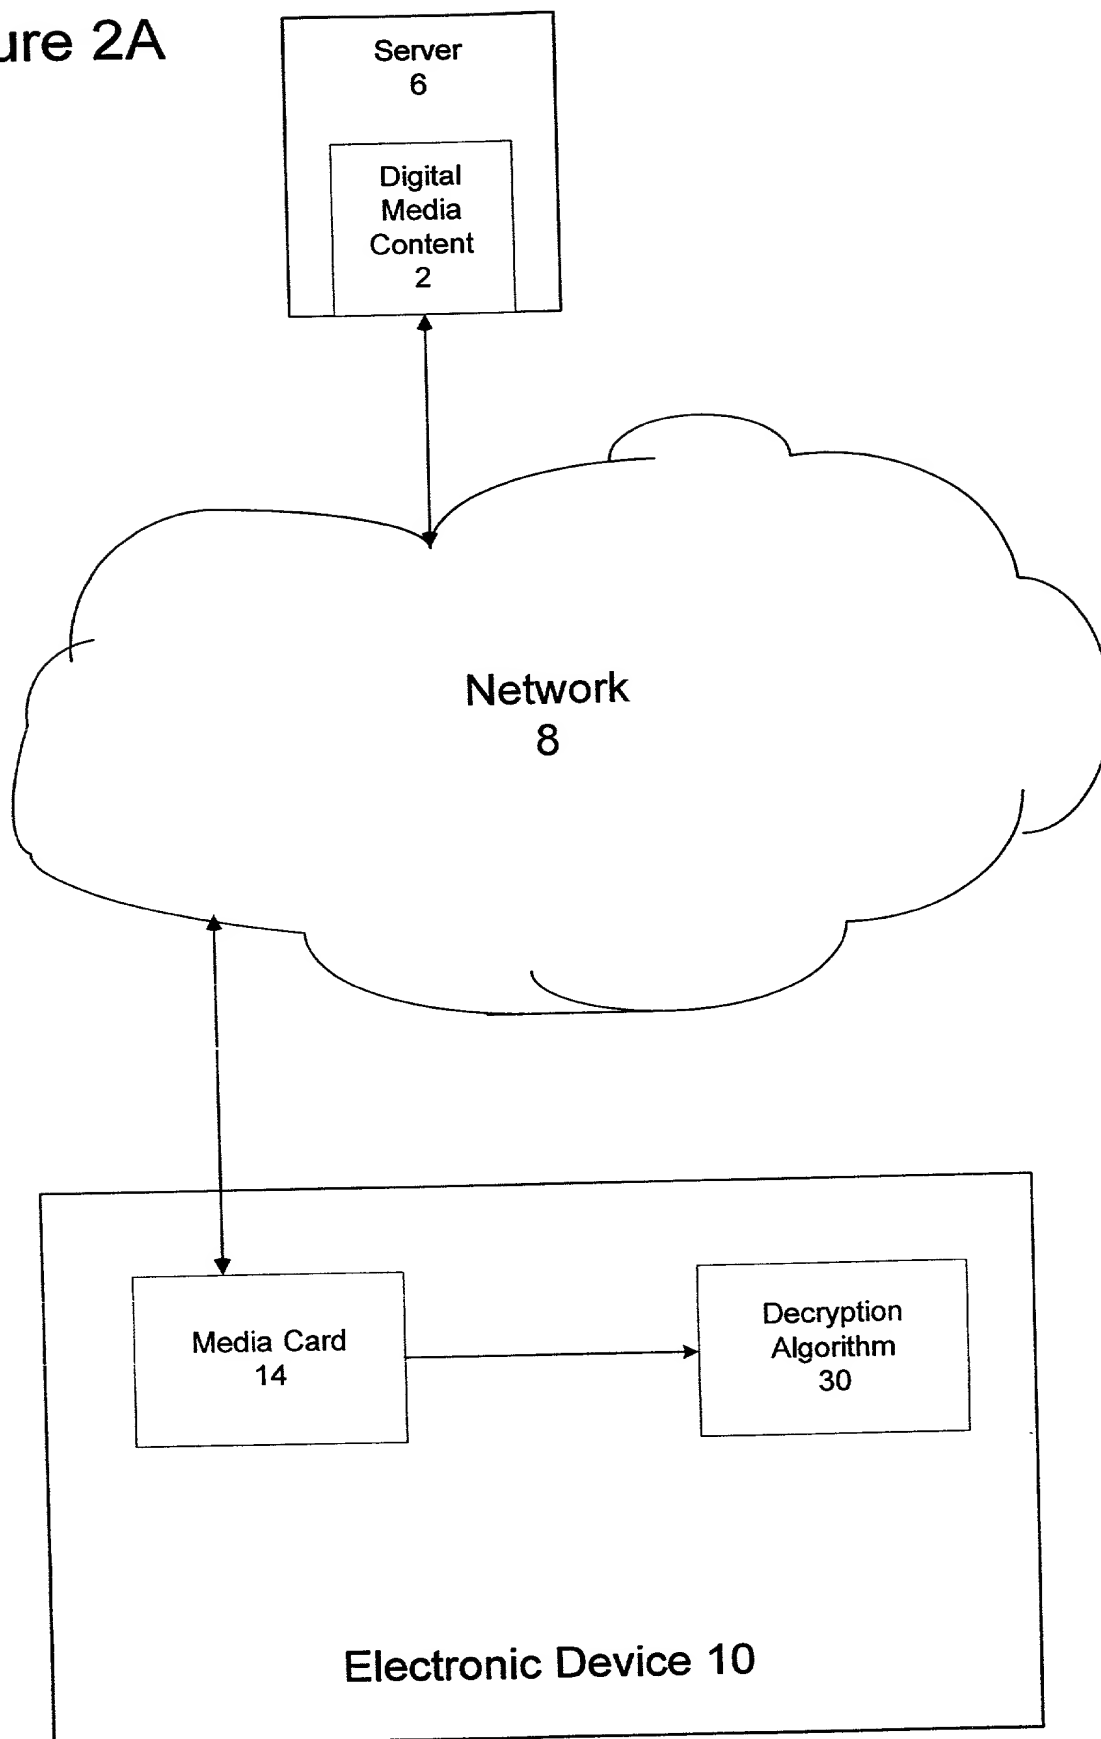 ure 2A
Server
6
Digital
Media
Content
2
Network
8
Media Card
14
Decryption
Algorithm
30
Electronic Device 10